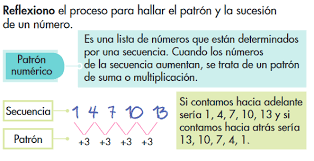 Reflexiono el proceso para hallar el patrón y la sucesión
de un número.
Patrón
numérico
Es una lista de números que están determinados
por una secuencia. Cuando los números
de la secuencia aumentan, se trata de un patrón
de suma o multiplicación.
Secuencia
1 4 7 10 13
Patrón
+3 +3 +3 +3
Si contamos hacia adelante
sería 1, 4, 7, 10, 13 y si
contamos hacia atrás sería
13, 10, 7, 4, 1.